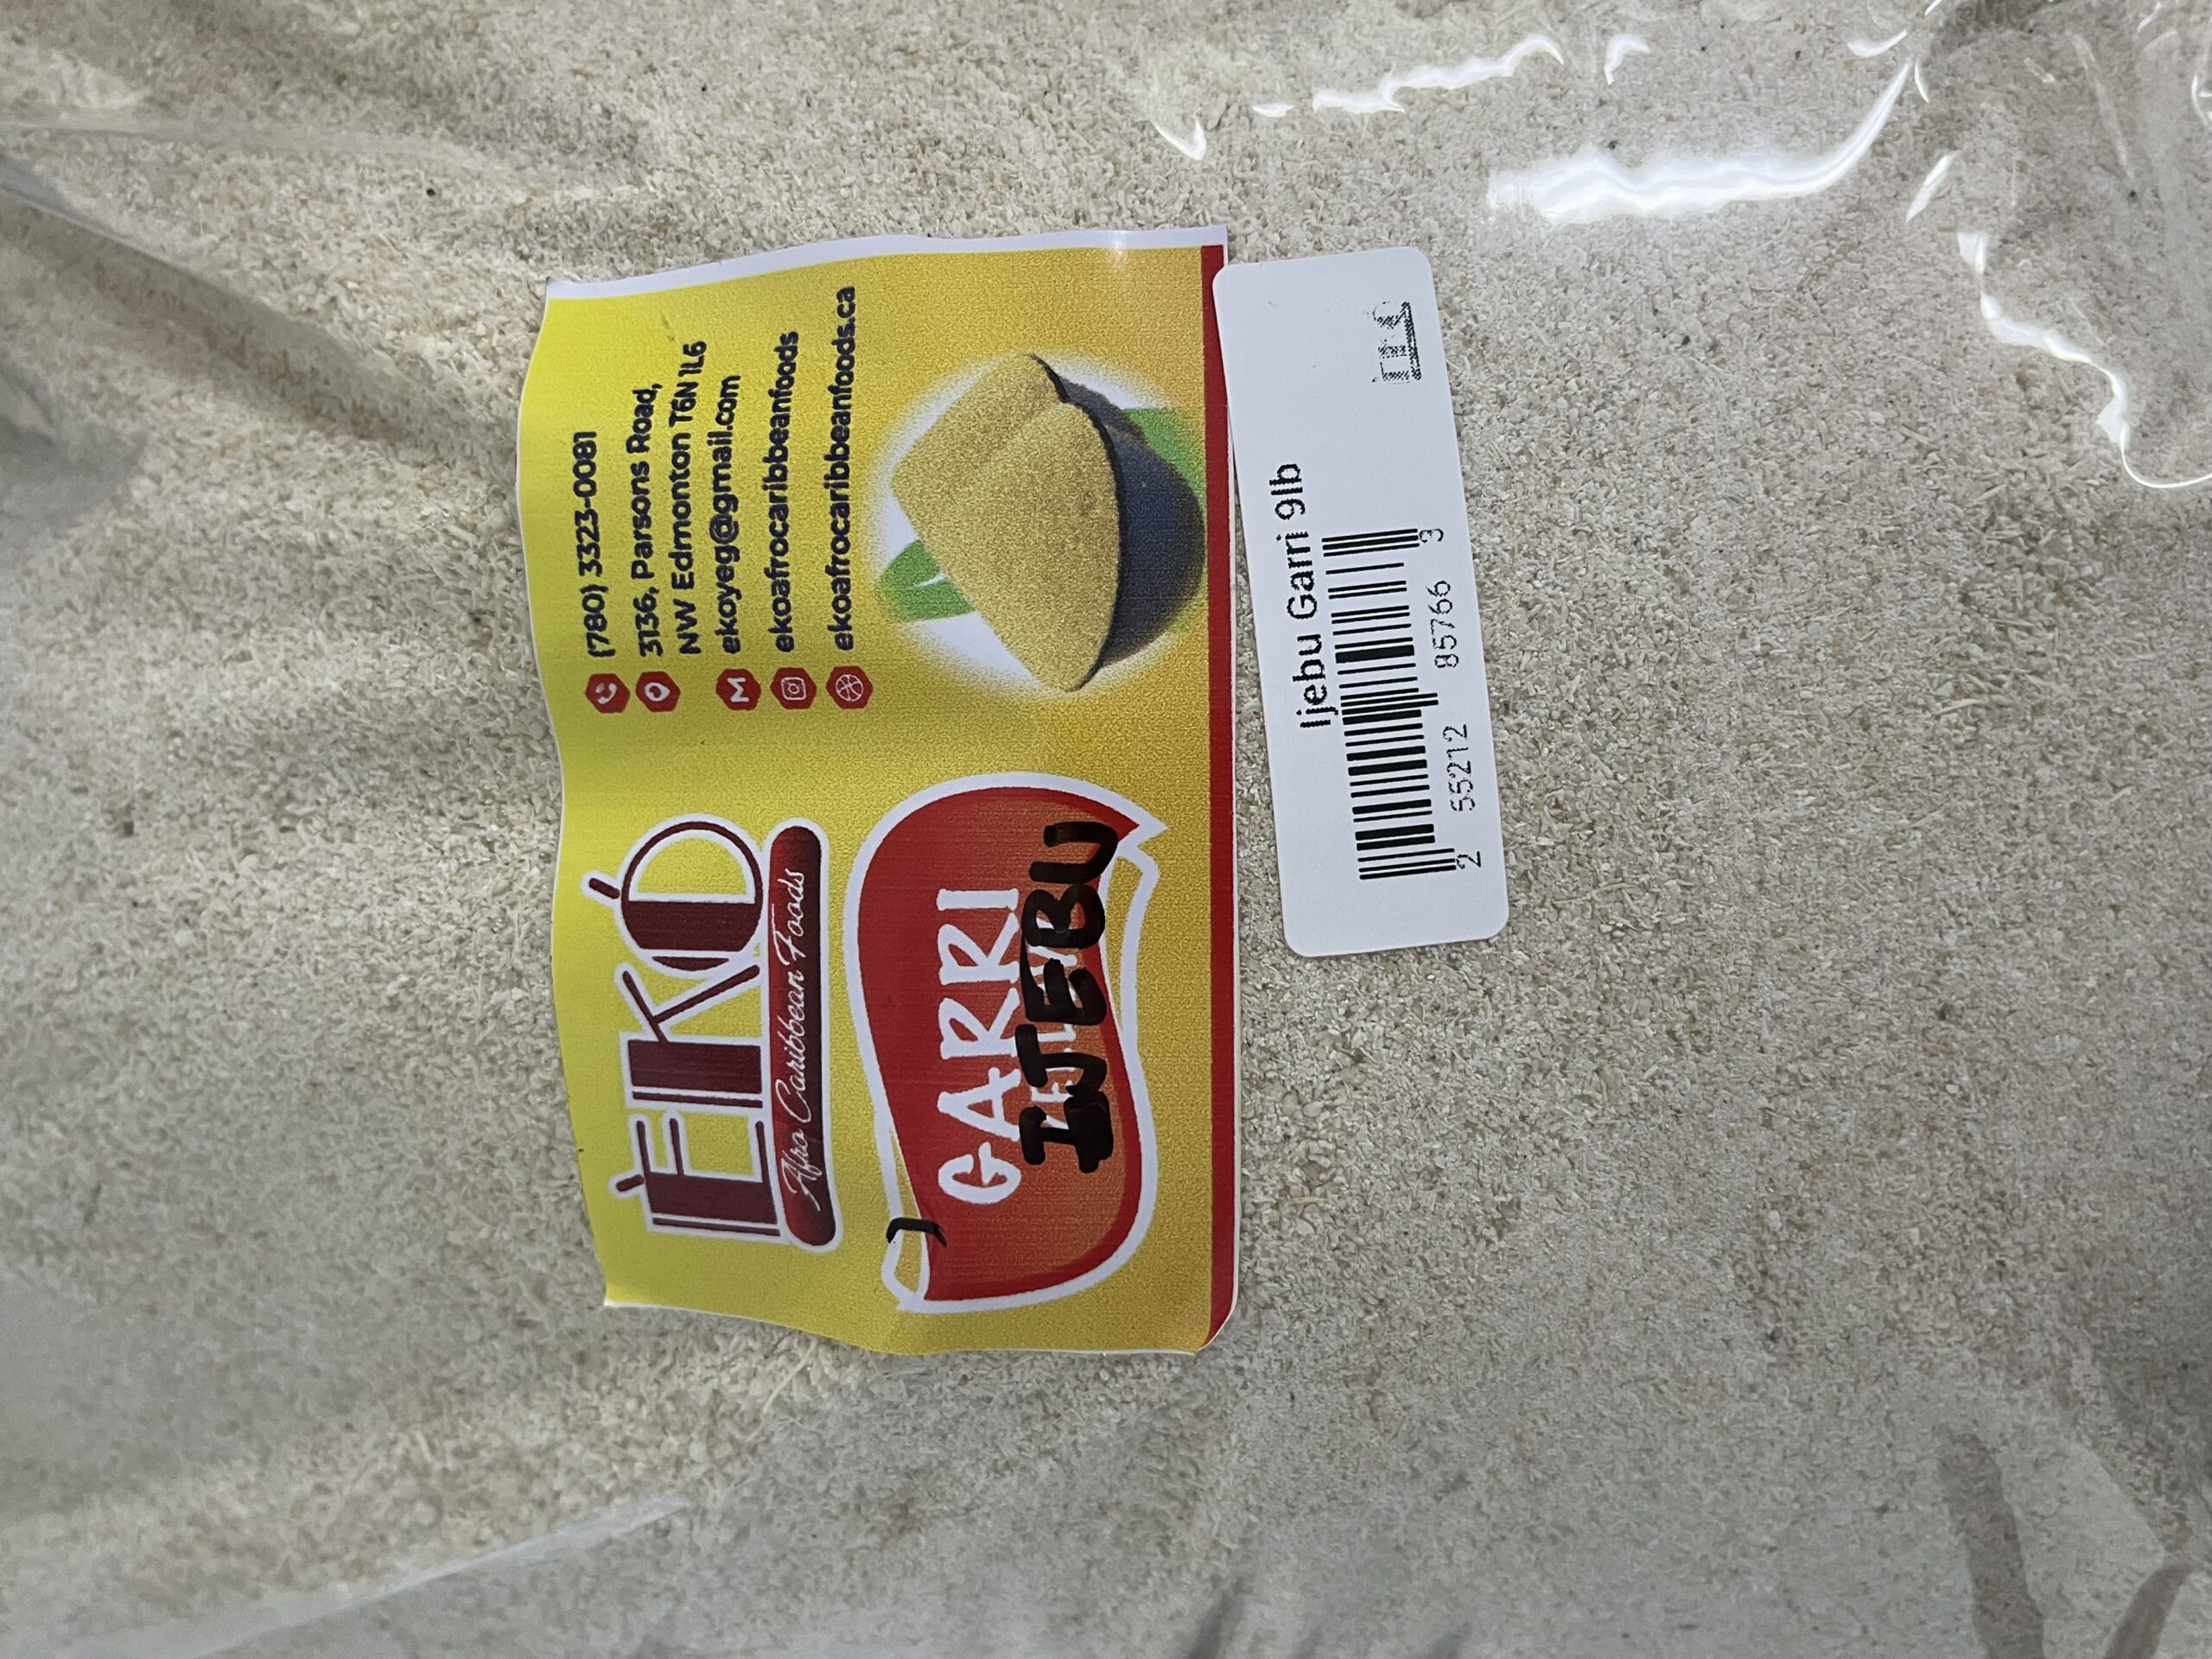 EKO
Afro Caribbean Foods
GARRI
IJEBU
(780) 3323-0081
3136, Parsons Road,
NW Edmonton T6N 1L6
ekoyeg@gmail.com
ekoafrocaribbeanfoods
ekoafrocaribbeanfoods.ca
Ijebu Garri 9lb
2 55212 85766 3